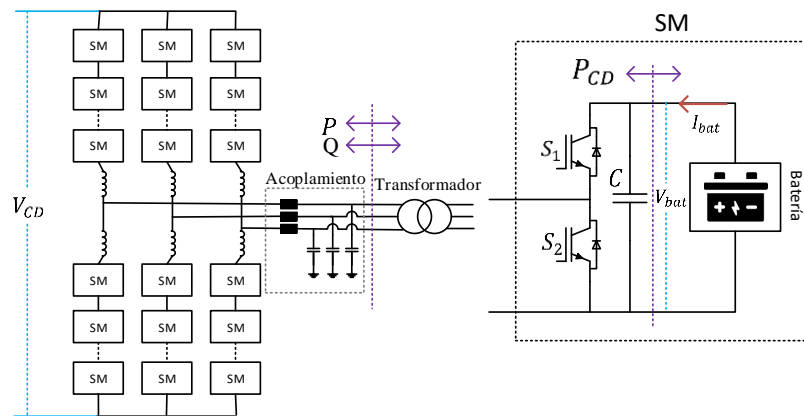 SM
SM SM SM
SM SM SM
SM SM SM
V_CD
P
Q
Acoplamiento
Transformador
SM SM SM
SM SM SM
SM SM SM
P_CD
I_bat
S_1
C
V_bat
S_2
Batería